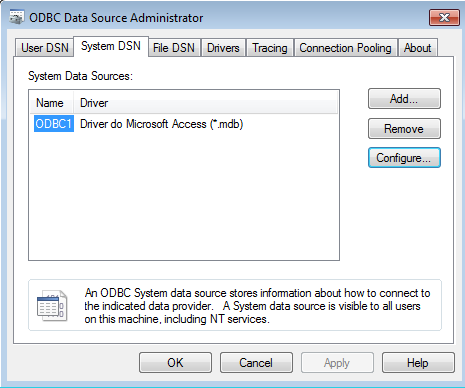 ODBC Data Source Administrator
User DSN System DSN File DSN Drivers Tracing Connection Pooling About
System Data Sources:
Name Driver
ODBC1 Driver do Microsoft Access (*.mdb)
Add...
Remove
Configure...
An ODBC System data source stores information about how to connect to
the indicated data provider. A System data source is visible to all users
on this machine, including NT services.
OK Cancel Apply Help